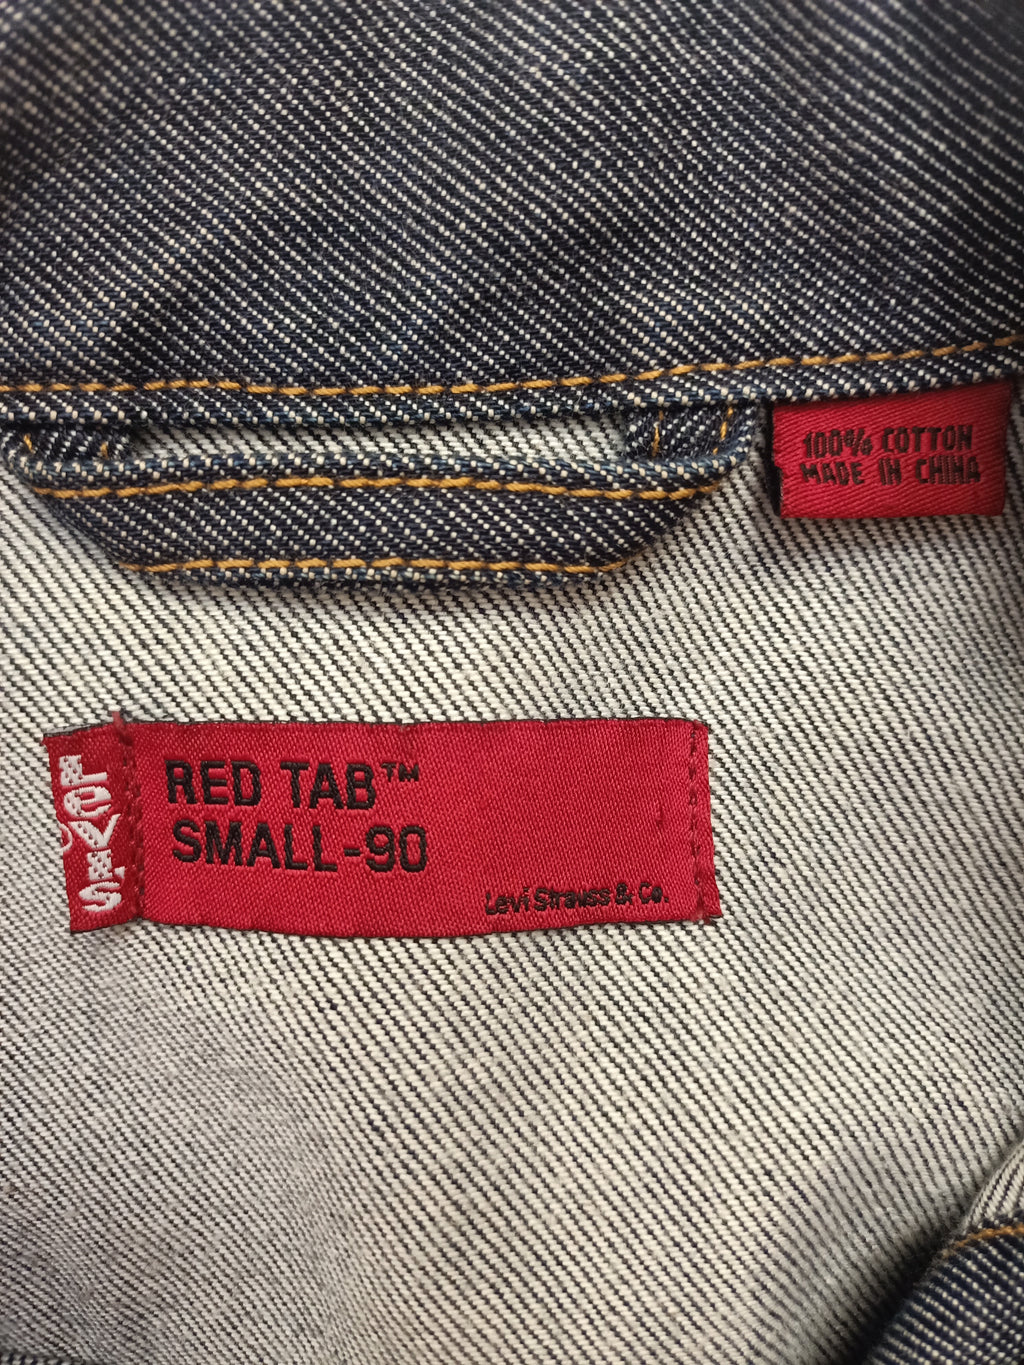 100% COTTON
MADE IN CHINA
LEVI'S
RED TAB™
SMALL-90
Levi Strauss & Co.